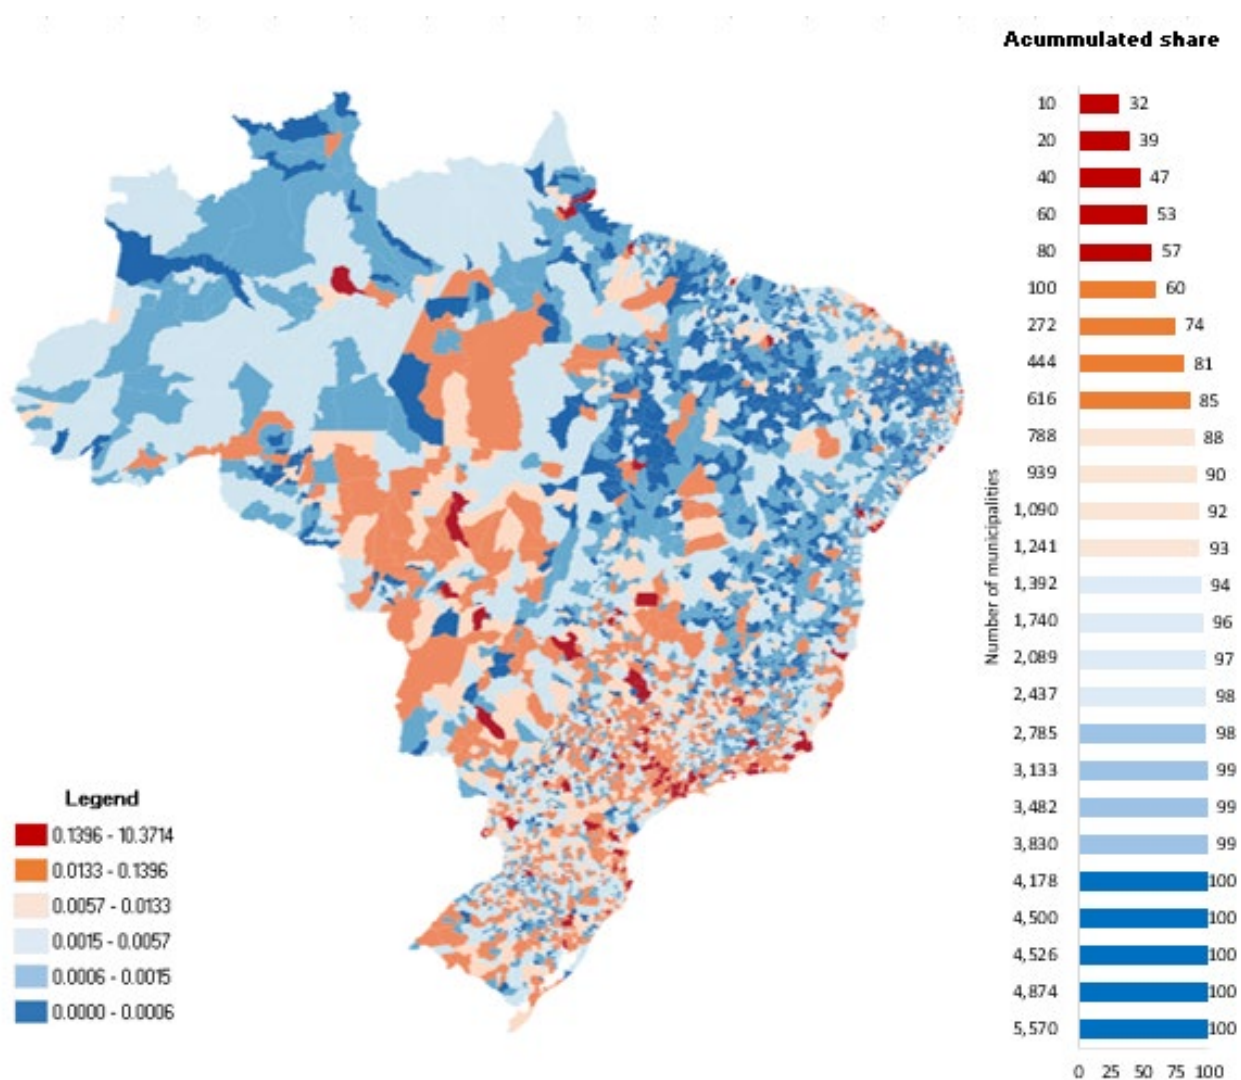 Acummulated share
10 32
20 39
40 47
60 53
80 57
100 60
272 74
444 81
616 85
788 88
939 90
1,090 92
1,241 93
1,392 94
1,740 96
2,089 97
2,437 98
2,785 98
3,133 99
3,482 99
3,830 99
4,178 100
4,500 100
4,526 100
4,874 100
5,570 100
0 25 50 75 100
Number of municipalities
Legend
0.1396 - 10.3714
0.0133 - 0.1396
0.0057 - 0.0133
0.0015 - 0.0057
0.0006 - 0.0015
0.0000 - 0.0006